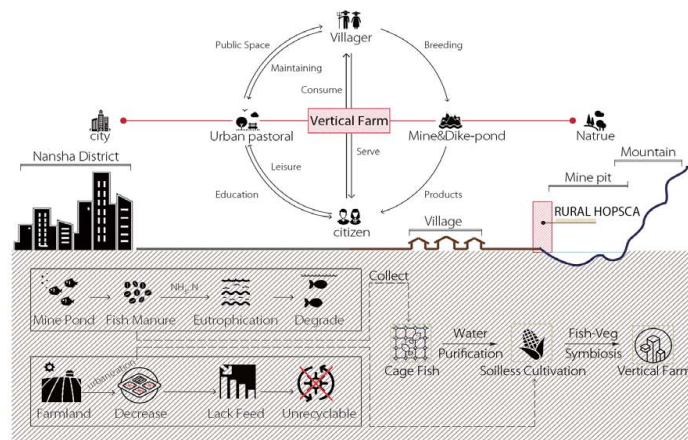 Villager
Public Space
Breeding
Maintaining
Consume
city
Urban pastoral
Vertical Farm
Mine&Dike-pond
Natrue
Nansha District
Serve
Leisure
Education
Products
citizen
Mountain
Mine pit
Village
RURAL HOPSCA
Collect
NH₃, N
Mine Pond
Fish Manure
Eutrophication
Degrade
Water
Purification
Fish-Veg
Symbiosis
Cage Fish
Soilless Cultivation
Vertical Farm
urbanization
Farmland
Decrease
Lack Feed
Unrecyclable